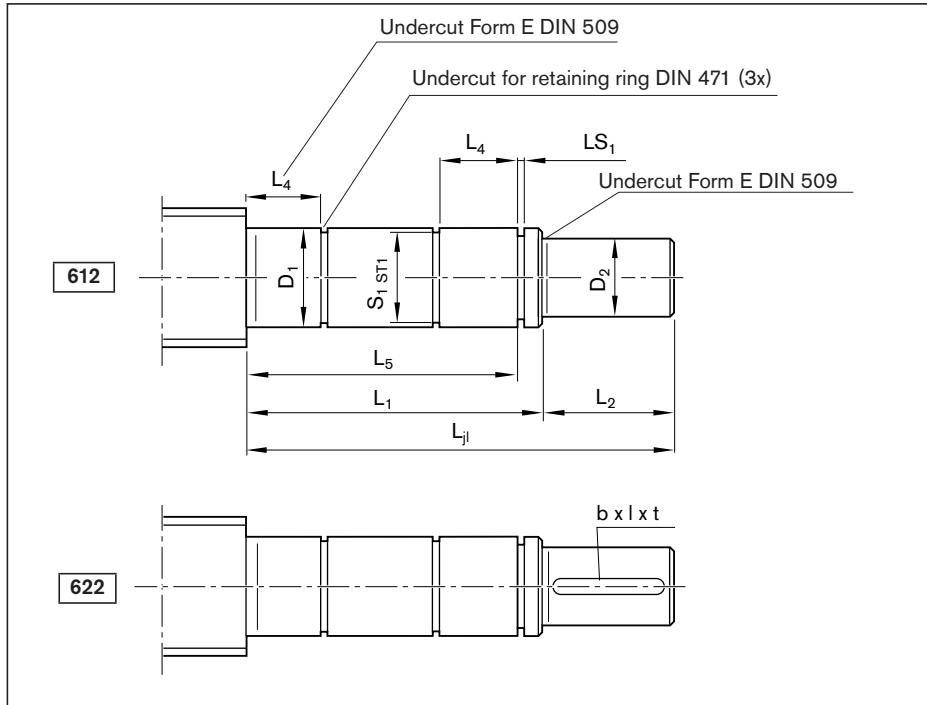 Undercut Form E DIN 509
Undercut for retaining ring DIN 471 (3x)
L4 LS1
L4
Undercut Form E DIN 509
612
D1 S1 ST1 D2
L5
L1 L2
Ljl
b x l x t
622